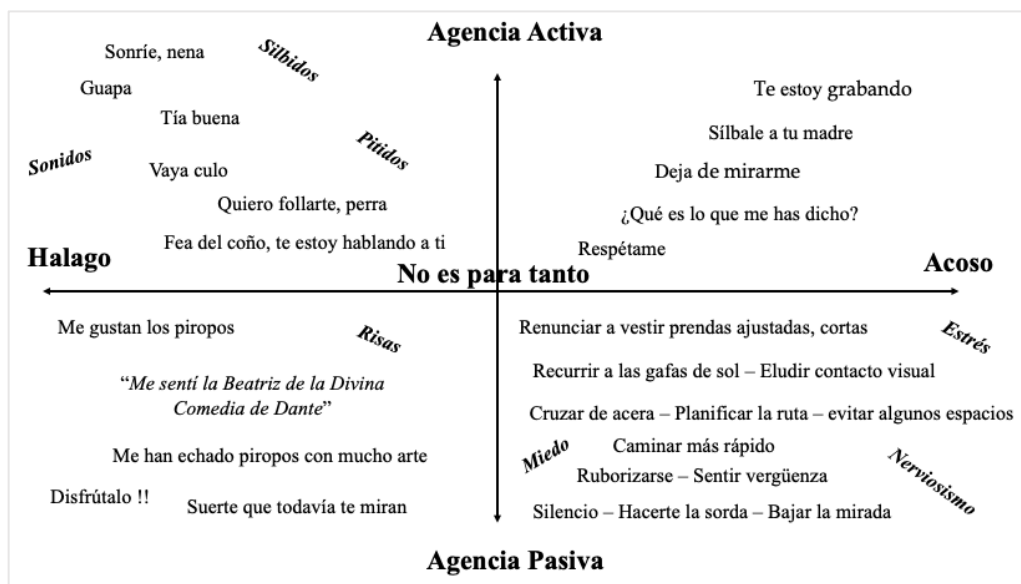 Agencia Activa
Sonríe, nena
Silbidos
Guapa
Tía buena
Pitidos
Sonidos
Vaya culo
Quiero follarte, perra
Fea del coño, te estoy hablando a ti
Te estoy grabando
Sílbale a tu madre
Deja de mirarme
¿Qué es lo que me has dicho?
Respétame
Halago
No es para tanto
Acoso
Me gustan los piropos
Risas
“Me sentí la Beatriz de la Divina
Comedia de Dante”
Me han echado piropos con mucho arte
Disfrútalo !!
Suerte que todavía te miran
Renunciar a vestir prendas ajustadas, cortas
Estrés
Recurrir a las gafas de sol – Eludir contacto visual
Cruzar de acera – Planificar la ruta – evitar algunos espacios
Miedo
Caminar más rápido
Nerviosismo
Ruborizarse – Sentir vergüenza
Silencio – Hacerte la sorda – Bajar la mirada
Agencia Pasiva